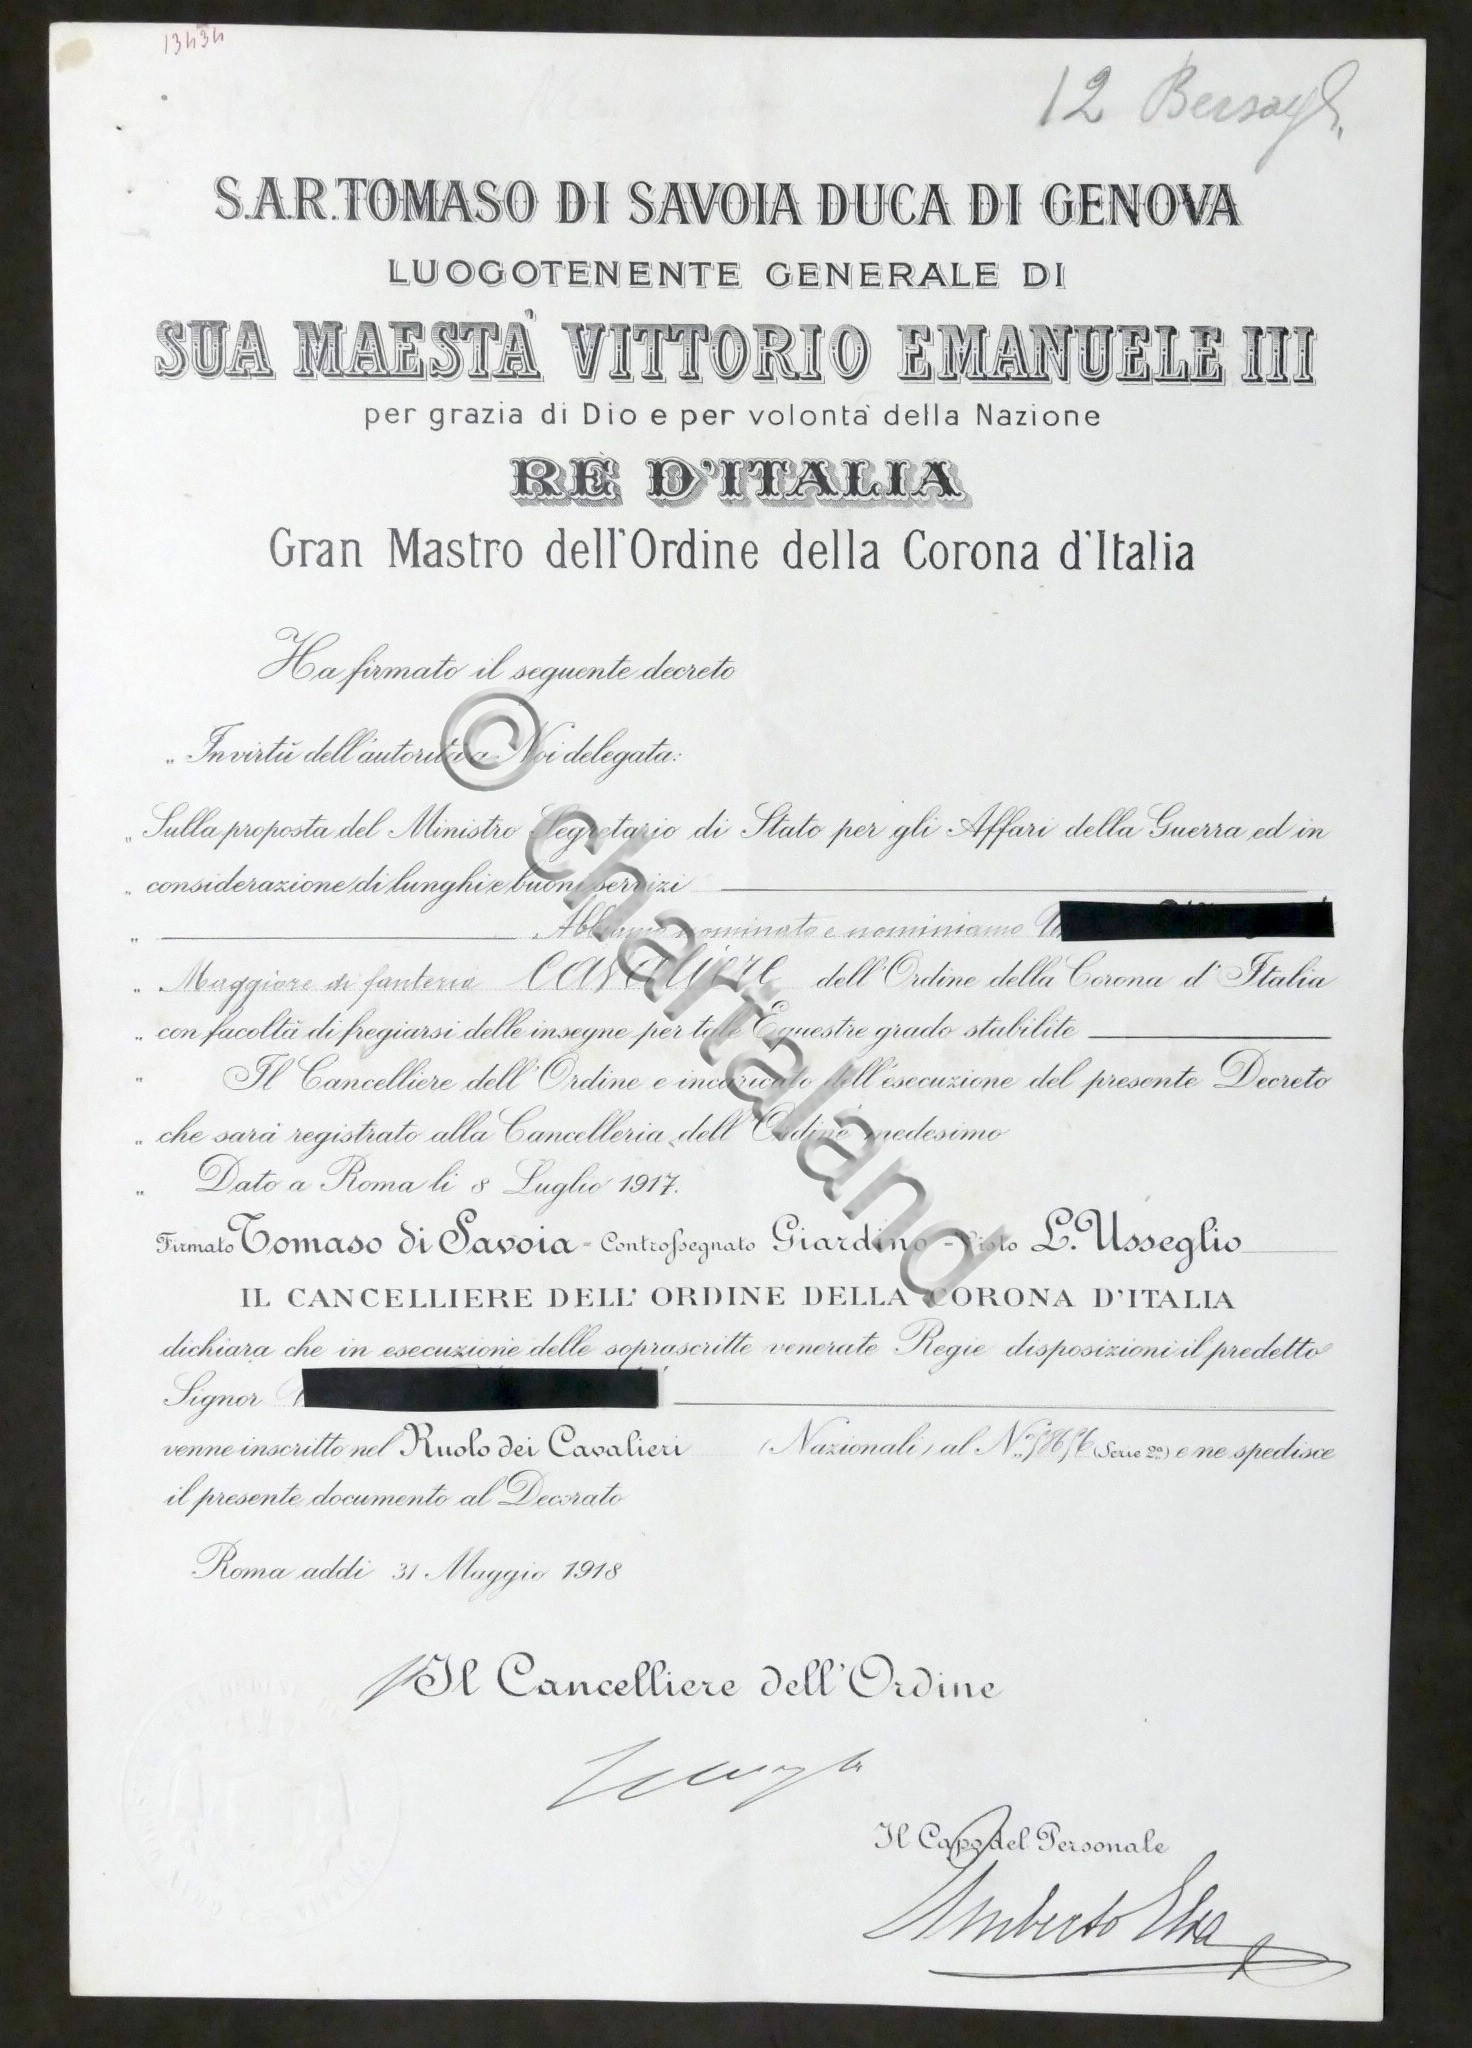 13434
12 Bersagl.
S.A.R. TOMASO DI SAVOIA DUCA DI GENOVA
LUOGOTENENTE GENERALE DI
SUA MAESTÀ VITTORIO EMANUELE III
per grazia di Dio e per volontà della Nazione
RE D'ITALIA
Gran Mastro dell'Ordine della Corona d'Italia
Ha firmato il seguente decreto
„ In virtù dell'autorità a Noi delegata:
„ Sulla proposta del Ministro Segretario di Stato per gli Affari della Guerra ed in
„ considerazione di lunghi e buoni servizi
„ Abbiamo nominato e nominiamo
„ Maggiore di fanteria Cavaliere dell'Ordine della Corona d'Italia
„ con facoltà di fregiarsi delle insegne per tale Equestre grado stabilite
„ Il Cancelliere dell'Ordine è incaricato dell'esecuzione del presente Decreto
„ che sarà registrato alla Cancelleria dell'Ordine medesimo
„ Dato a Roma li 8 Luglio 1917.
Firmato Tomaso di Savoia - Controssegnato Giardino - Visto L. Usseglio
IL CANCELLIERE DELL'ORDINE DELLA CORONA D'ITALIA
dichiara che in esecuzione delle soprascritte venerate Regie disposizioni il predetto
Signor
venne inscritto nel Ruolo dei Cavalieri (Nazionali) al N. (Serie 2a) e ne spedisce
il presente documento al Decorato
Roma addì 31 Maggio 1918
Il Cancelliere dell'Ordine
Il Capo del Personale
Umberto
© chartaland